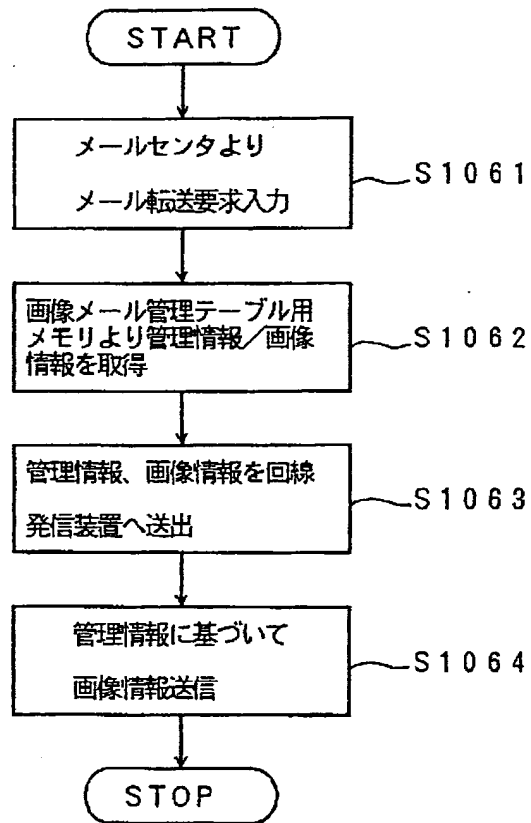 START
メールセンタより
メール転送要求入力
S1061
画像メール管理テーブル用
メモリより管理情報／画像
情報を取得
S1062
管理情報、画像情報を回線
発信装置へ送出
S1063
管理情報に基づいて
画像情報送信
S1064
STOP